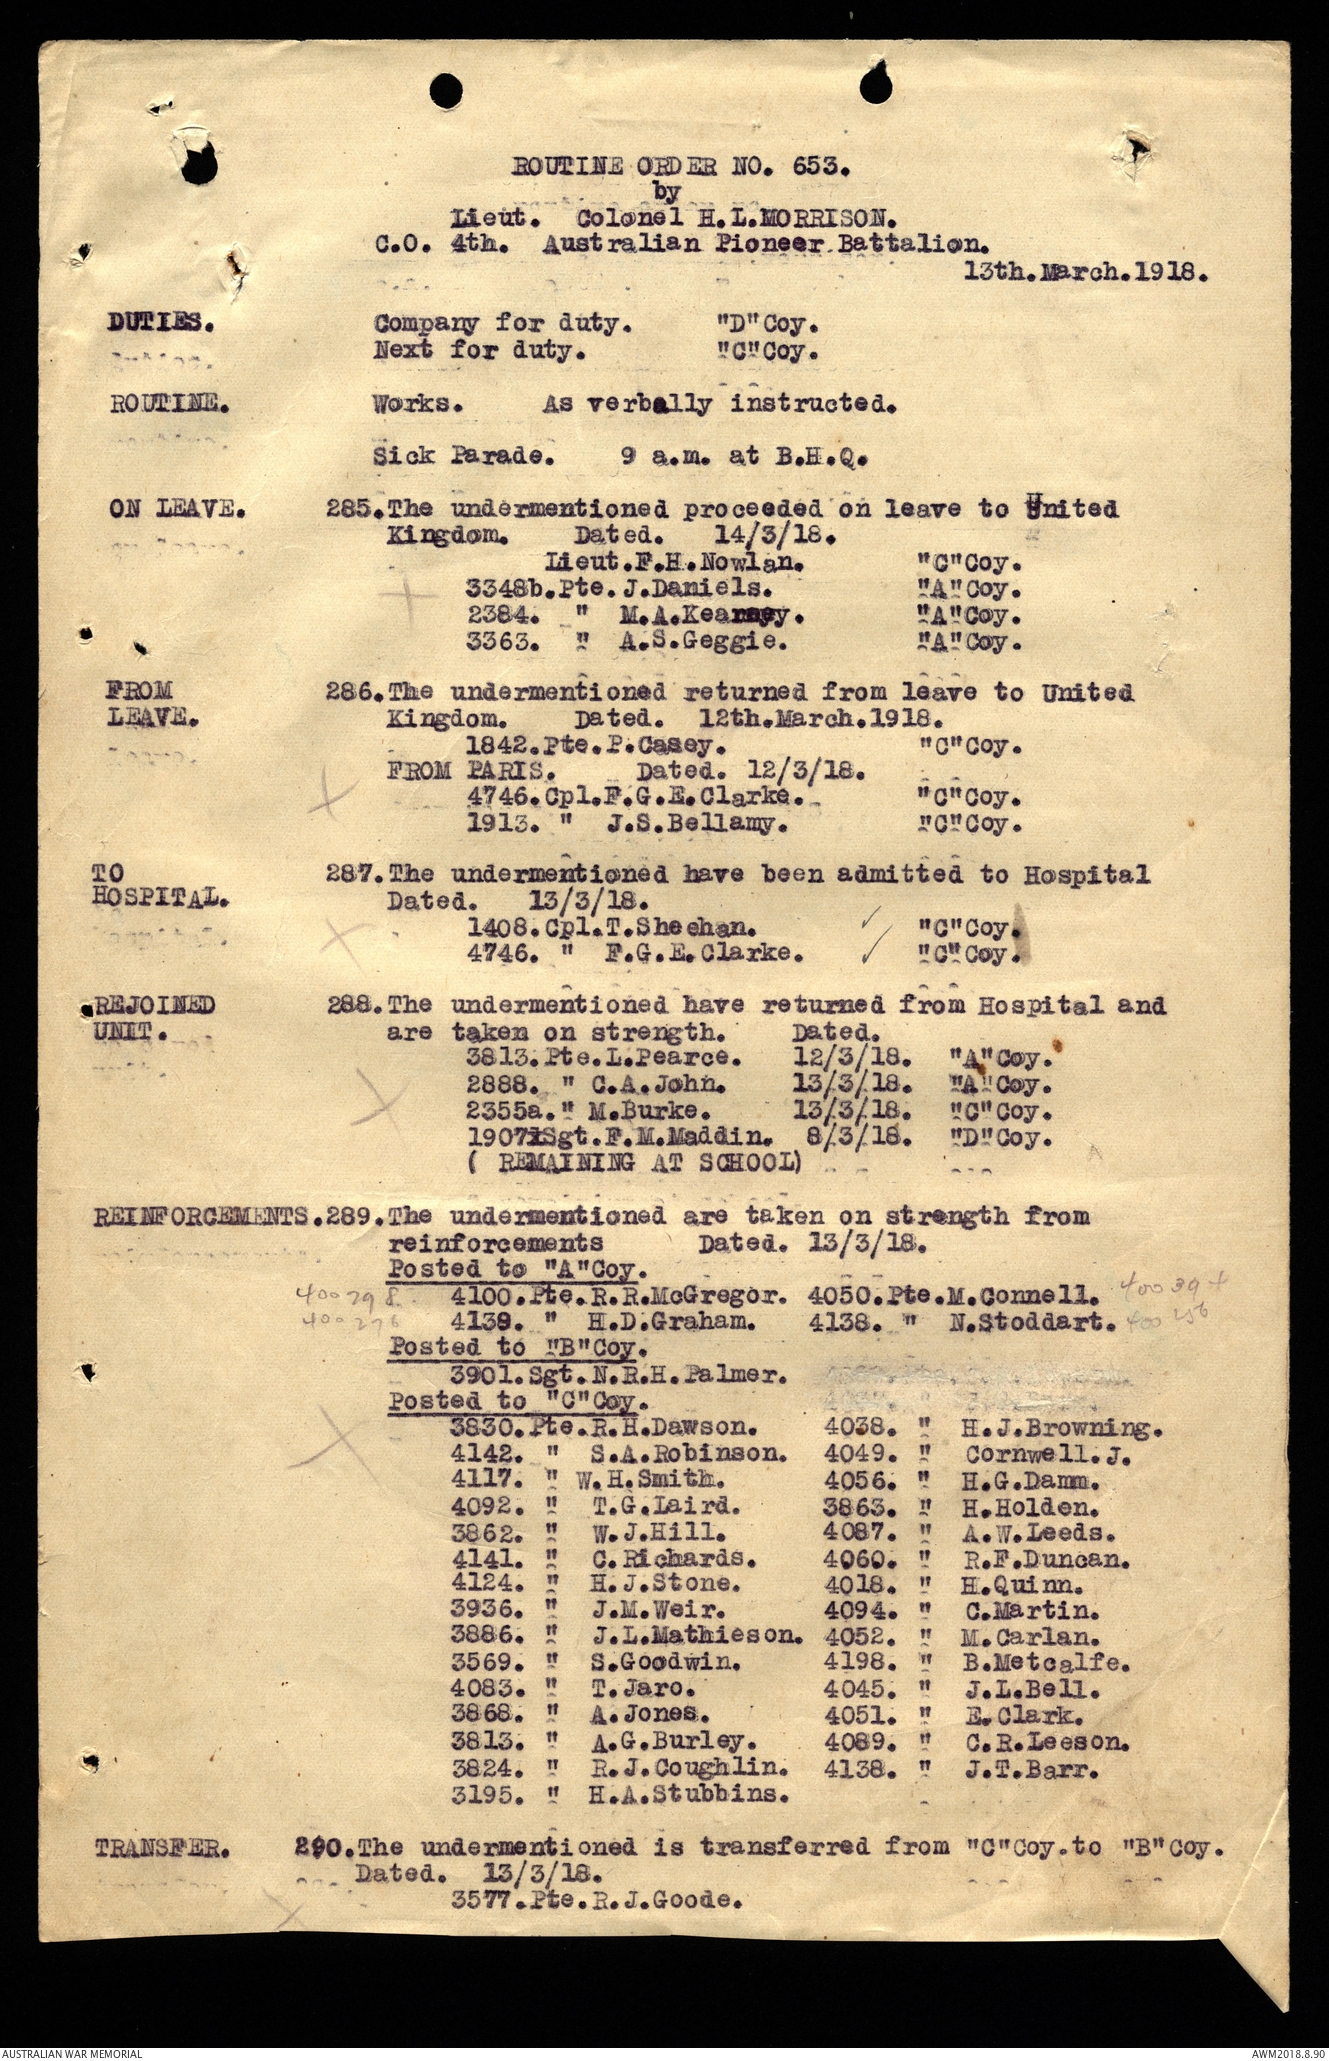 ROUTINE ORDER NO. 653.
by
Lieut. Colonel H.L.MORRISON.
C.O. 4th. Australian Pioneer Battalion.
13th.March.1918.
DUTIES. Company for duty. "D"Coy.
Next for duty. "C"Coy.
ROUTINE. Works. As verbally instructed.
Sick Parade. 9 a.m. at B.H.Q.
ON LEAVE. 285.The undermentioned proceeded on leave to United
Kingdom. Dated. 14/3/18.
Lieut.F.H.Nowlan. "C"Coy.
3348b.Pte.J.Daniels. "A"Coy.
2384. " M.A.Kearney. "A"Coy.
3363. " A.S.Geggie. "A"Coy.
FROM 286.The undermentioned returned from leave to United
LEAVE. Kingdom. Dated. 12th.March.1918.
1842.Pte.P.Casey. "C"Coy.
FROM PARIS. Dated. 12/3/18.
4746.Cpl.F.G.E.Clarke. "C"Coy.
1913. " J.S.Bellamy. "C"Coy.
TO 287.The undermentioned have been admitted to Hospital
HOSPITAL. Dated. 13/3/18.
1408.Cpl.T.Sheehan. "C"Coy.
4746. " F.G.E.Clarke. "C"Coy.
REJOINED 288.The undermentioned have returned from Hospital and
UNIT. are taken on strength. Dated.
3813.Pte.L.Pearce. 12/3/18. "A"Coy.
2888. " C.A.John. 13/3/18. "A"Coy.
2355a." M.Burke. 13/3/18. "C"Coy.
1907 Sgt.F.M.Maddin. 8/3/18. "D"Coy.
( REMAINING AT SCHOOL)
REINFORCEMENTS.289.The undermentioned are taken on strength from
reinforcements Dated. 13/3/18.
Posted to "A"Coy.
400298 4100.Pte.R.R.McGregor. 4050.Pte.M.Connell. 400394
400276 4139. " H.D.Graham. 4138. " N.Stoddart. 400256
Posted to "B"Coy.
3901.Sgt.N.R.H.Palmer.
Posted to "C"Coy.
3830.Pte.R.H.Dawson. 4038. " H.J.Browning.
4142. " S.A.Robinson. 4049. " Cornwell.J.
4117. " W.H.Smith. 4056. " H.G.Damm.
4092. " T.G.Laird. 3863. " H.Holden.
3862. " W.J.Hill. 4087. " A.W.Leeds.
4141. " C.Richards. 4060. " R.F.Duncan.
4124. " H.J.Stone. 4018. " H.Quinn.
3936. " J.M.Weir. 4094. " C.Martin.
3886. " J.L.Mathieson. 4052. " M.Carlan.
3569. " S.Goodwin. 4198. " B.Metcalfe.
4083. " T.Jaro. 4045. " J.L.Bell.
3868. " A.Jones. 4051. " E.Clark.
3813. " A.G.Burley. 4089. " C.R.Leeson.
3824. " R.J.Coughlin. 4138. " J.T.Barr.
3195. " H.A.Stubbins.
TRANSFER. 290.The undermentioned is transferred from "C"Coy.to "B"Coy.
Dated. 13/3/18.
3577.Pte.R.J.Goode.
AUSTRALIAN WAR MEMORIAL
AWM2018.8.90